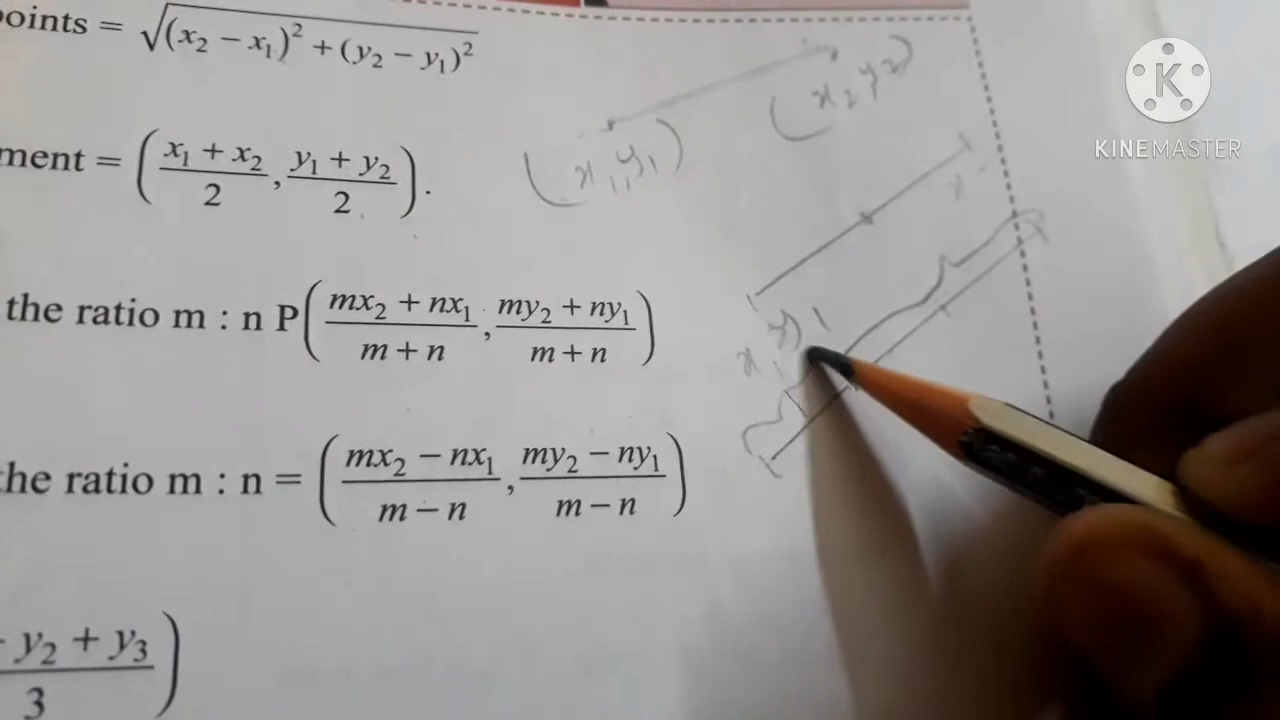 points = √(x₂ − x₁)² + (y₂ − y₁)²
(x₂, y₂)
K
KINEMASTER
ment = ( (x₁ + x₂)/2 , (y₁ + y₂)/2 ).
(x₁, y₁)
the ratio m : n P( (mx₂ + nx₁)/(m + n) , (my₂ + ny₁)/(m + n) )
the ratio m : n = ( (mx₂ − nx₁)/(m − n) , (my₂ − ny₁)/(m − n) )
y₂ + y₃)
3